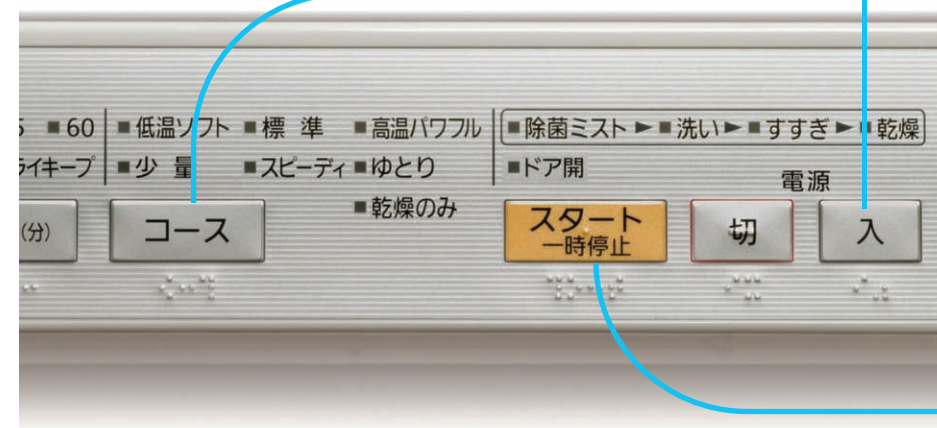 60 低温ソフト 標 準 高温パワフル 除菌ミスト 洗い すすぎ 乾燥
ライキープ 少 量 スピーディ ゆとり ドア開
電源
乾燥のみ
(分) コース スタート 切 入
一時停止